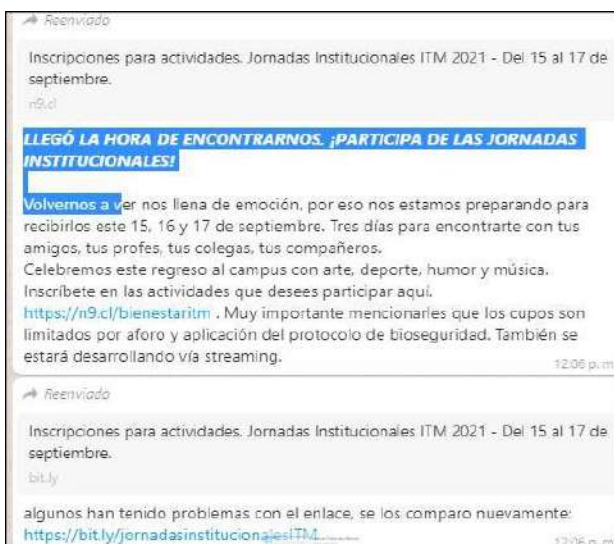 Reenviado
Inscripciones para actividades. Jornadas Institucionales ITM 2021 - Del 15 al 17 de
septiembre.
n9.cl
LLEGÓ LA HORA DE ENCONTRARNOS. ¡PARTICIPA DE LAS JORNADAS
INSTITUCIONALES!
Volvernos a ver nos llena de emoción, por eso nos estamos preparando para
recibirlos este 15, 16 y 17 de septiembre. Tres días para encontrarte con tus
amigos, tus profes, tus colegas, tus compañeros.
Celebremos este regreso al campus con arte, deporte, humor y música.
Inscríbete en las actividades que desees participar aquí.
https://n9.cl/bienestaritm . Muy importante mencionarles que los cupos son
limitados por aforo y aplicación del protocolo de bioseguridad. También se
estará desarrollando vía streaming.
12:06 p. m.
Reenviado
Inscripciones para actividades. Jornadas Institucionales ITM 2021 - Del 15 al 17 de
septiembre.
bit.ly
algunos han tenido problemas con el enlace, se los comparo nuevamente:
https://bit.ly/jornadasinstitucionalesITM
12:06 p. m.